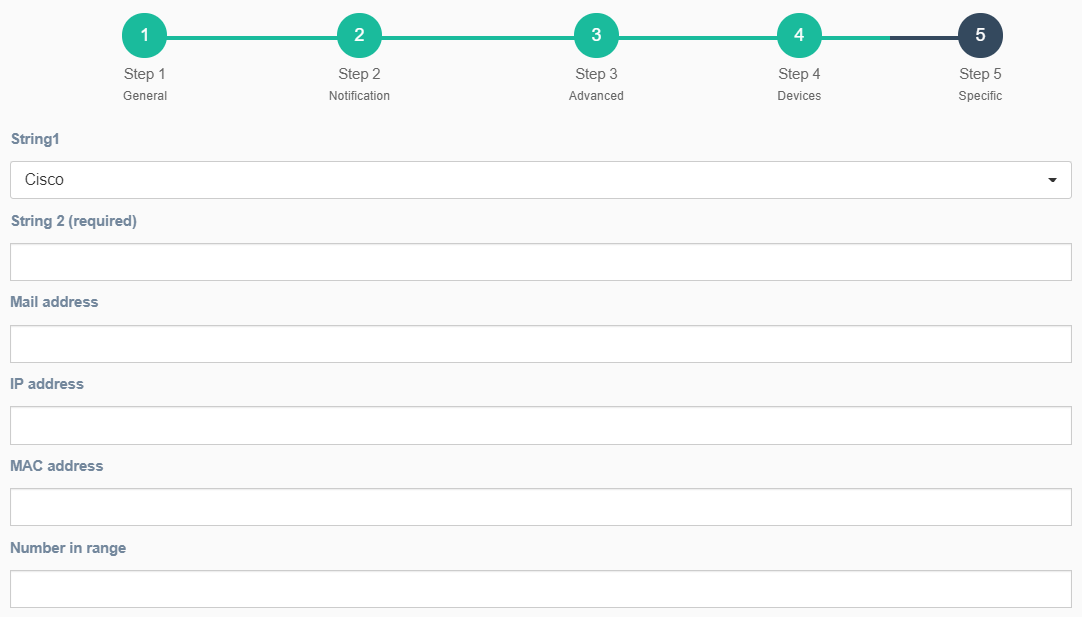 1 2 3 4 5
Step 1 Step 2 Step 3 Step 4 Step 5
General Notification Advanced Devices Specific
String1
Cisco
String 2 (required)
Mail address
IP address
MAC address
Number in range